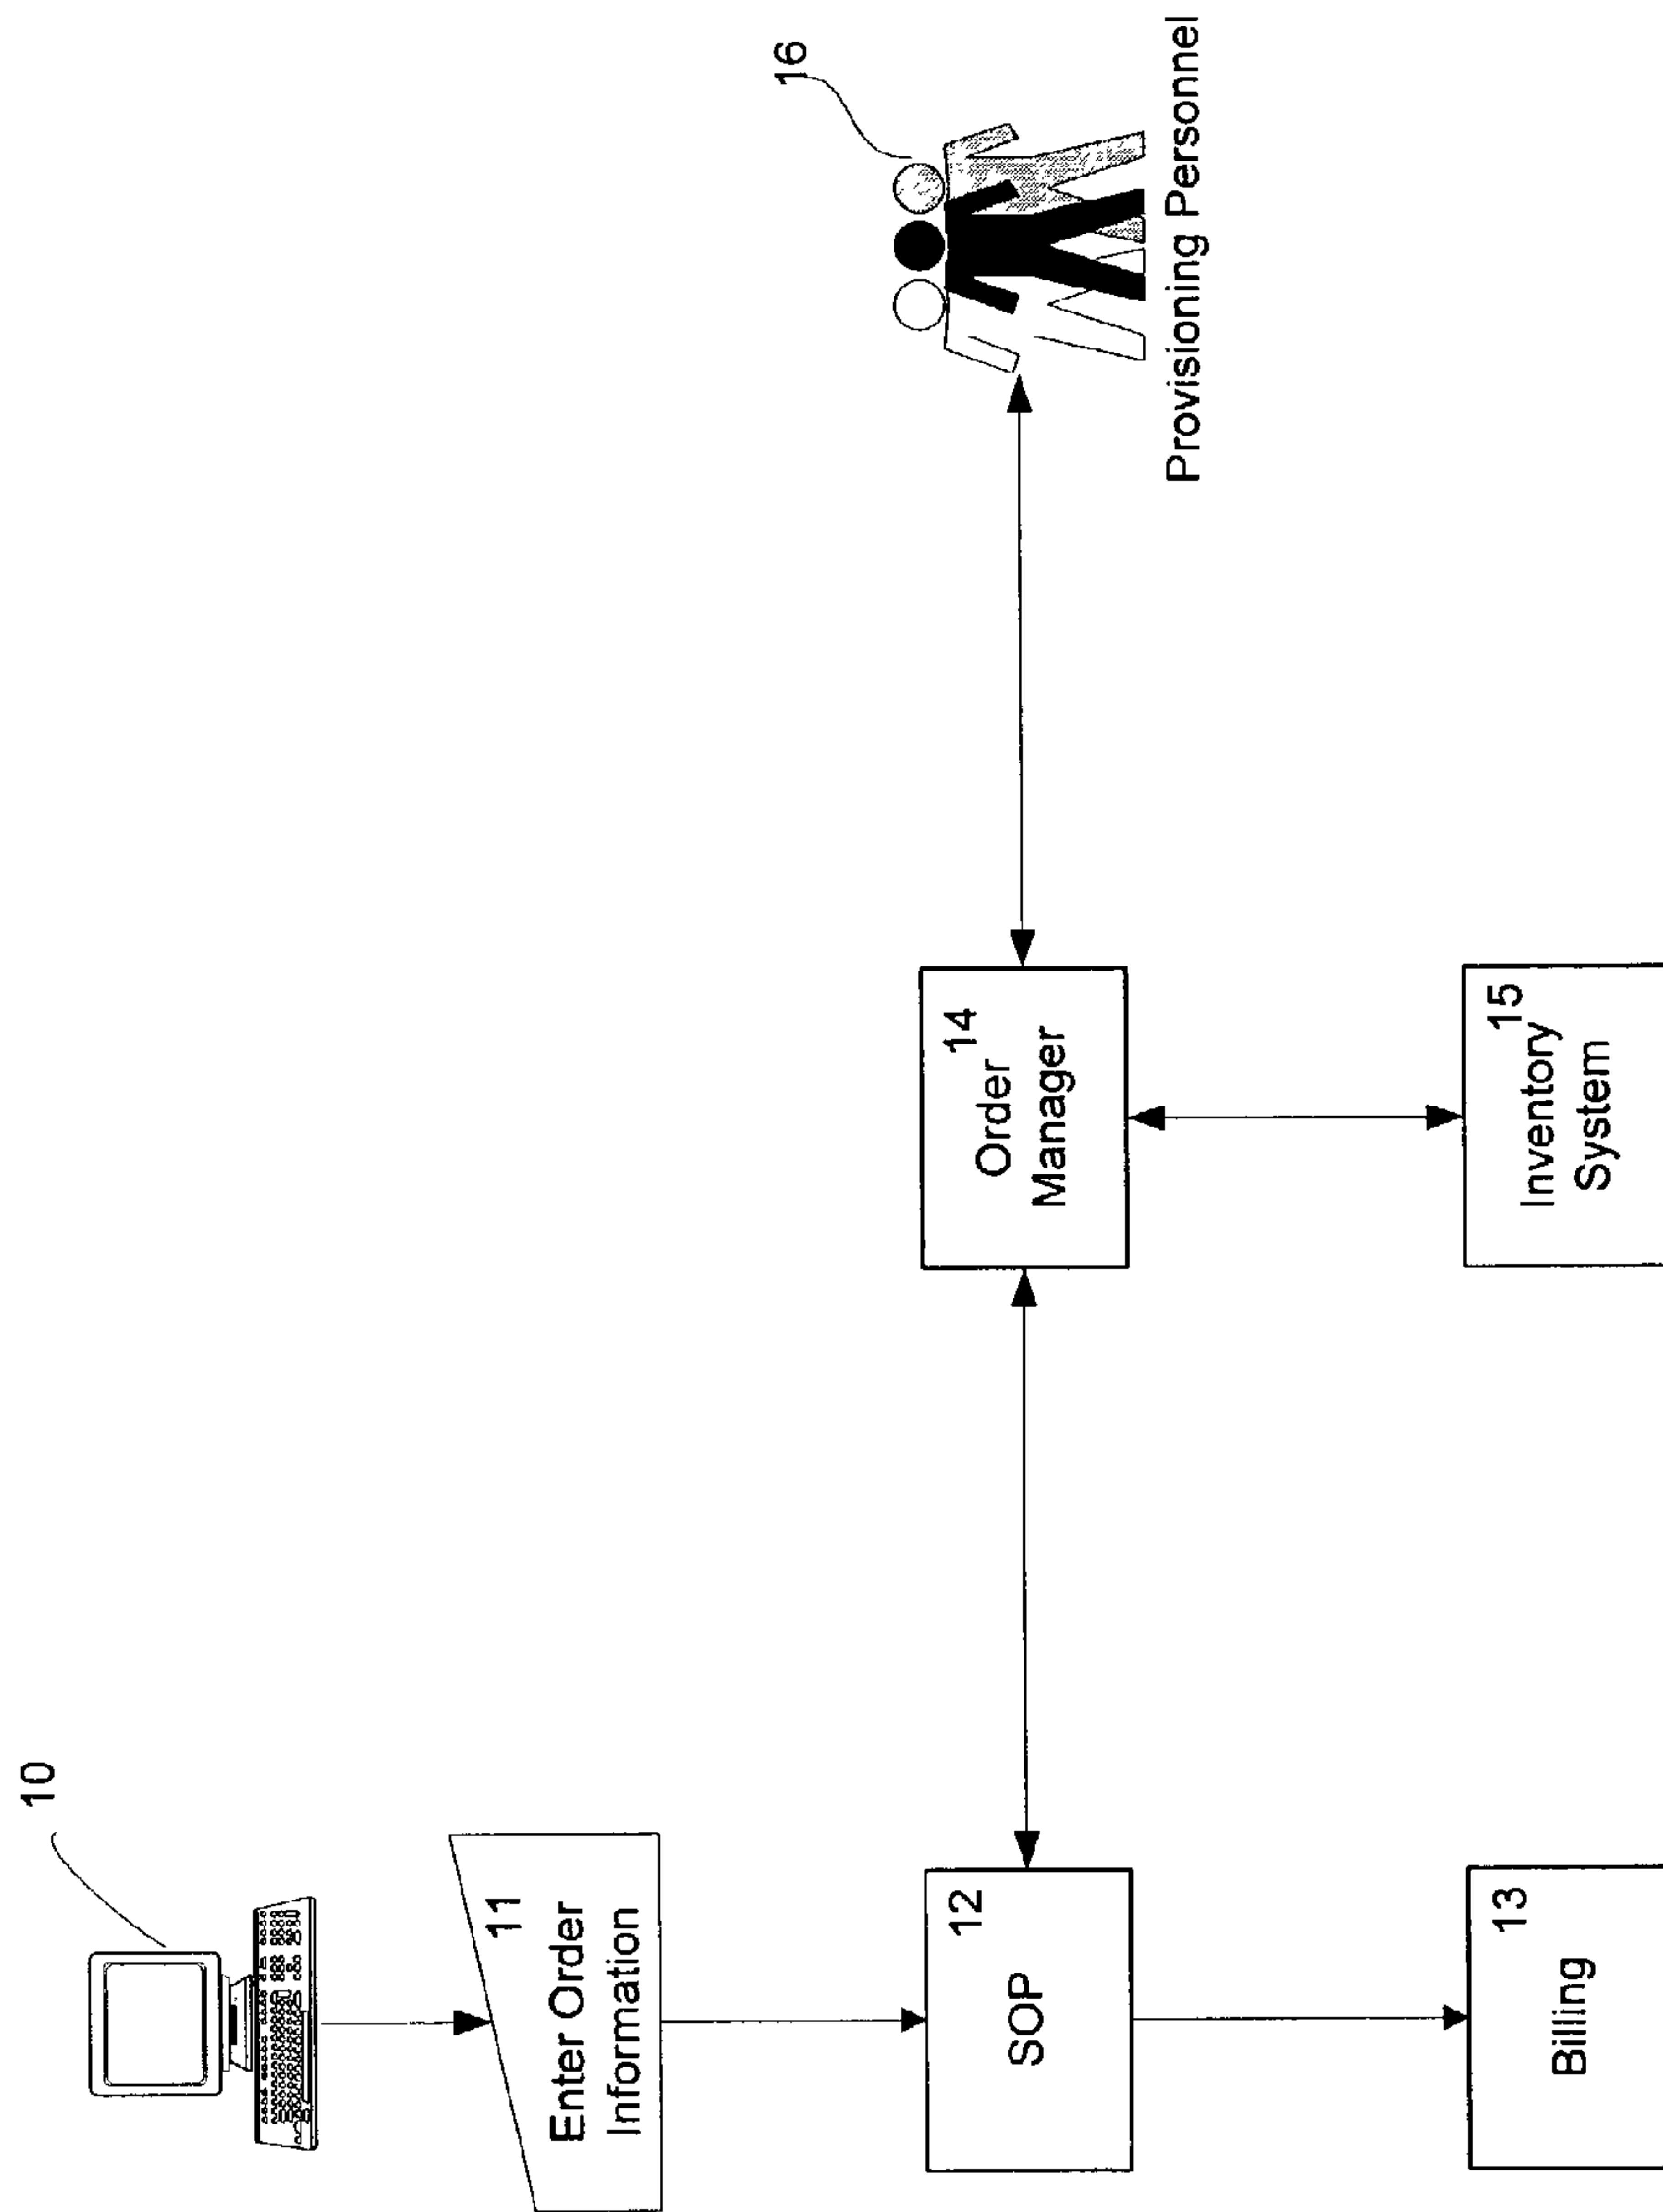 10
11
Enter Order
Information
12
SOP
13
Billing
14
Order
Manager
15
Inventory
System
16
Provisioning Personnel